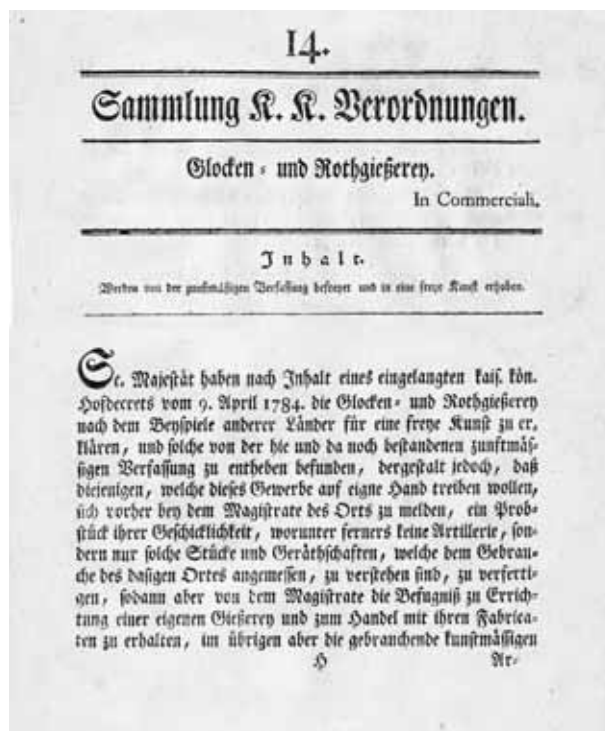 14.
Sammlung K. K. Verordnungen.
Glocken- und Rothgießerey.
In Commerciali.
Inhalt.
Werden von der zunftmäßigen Verfassung befreyet und in eine freye Kunst erhoben.
Se. Majestät haben nach Inhalt eines eingelangten kais. kön.
Hofdecrets vom 9. April 1784. die Glocken- und Rothgießerey
nach dem Beyspiele anderer Länder für eine freye Kunst zu er-
klären, und solche von der hie und da noch bestandenen zunftmäs-
sigen Verfassung zu entheben befunden, dergestalt jedoch, daß
diejenigen, welche dieses Gewerbe auf eigne Hand treiben wollen,
sich vorher bey dem Magistrate des Orts zu melden, ein Prob-
stück ihrer Geschicklichkeit, worunter ferners keine Artillerie, son-
dern nur solche Stücke und Geräthschaften, welche dem Gebrau-
che des dasigen Ortes angemessen, zu verstehen sind, zu verferti-
gen, sodann aber von dem Magistrate die Befugniß zu Errich-
tung einer eigenen Gießerey und zum Handel mit ihren Fabrica-
ten zu erhalten, im übrigen aber die gebrauchende kunstmäßigen
H Ar-